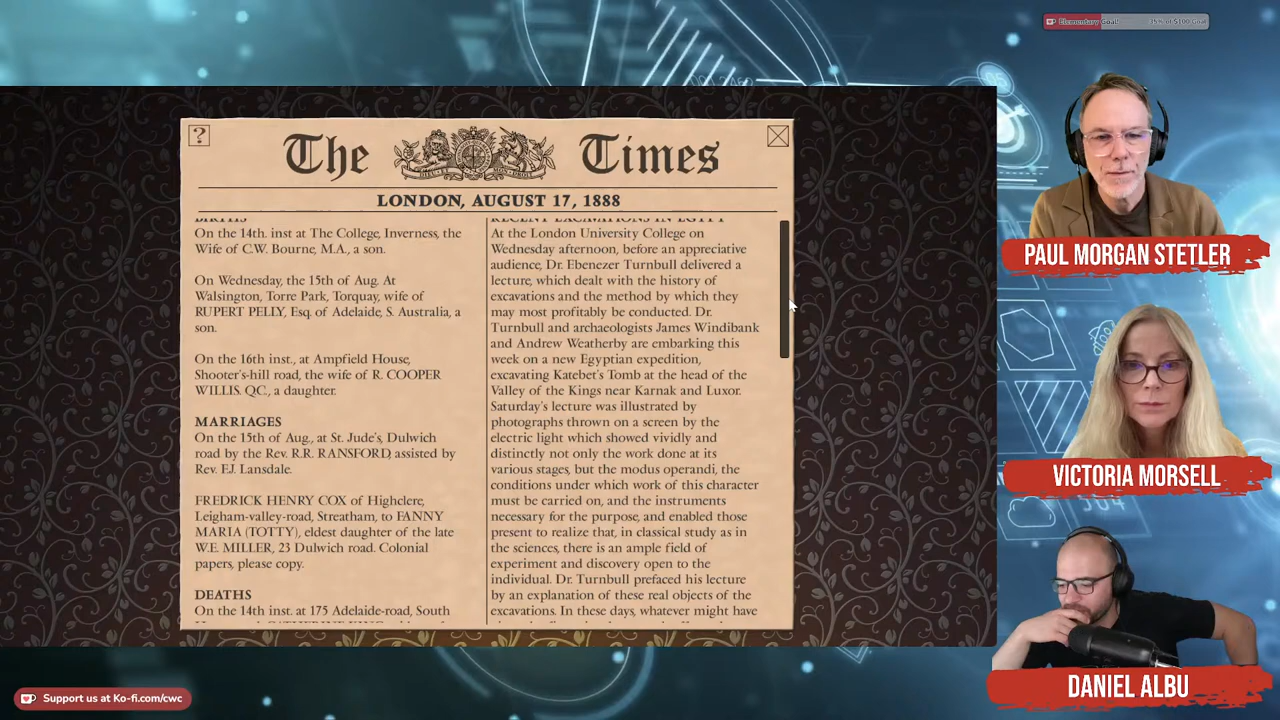 Elementary Goal!
35% of $100 Goal
The Times
LONDON, AUGUST 17, 1888
BIRTHS
On the 14th. inst at The College, Inverness, the
Wife of C.W. Bourne, M.A., a son.
On Wednesday, the 15th of Aug. At
Walsington, Torre Park, Torquay, wife of
RUPERT PELLY, Esq. of Adelaide, S. Australia, a
son.
On the 16th inst., at Ampfield House,
Shooter's-hill road, the wife of R. COOPER
WILLIS. QC., a daughter.
MARRIAGES
On the 15th of Aug., at St. Jude's, Dulwich
road by the Rev. R.R. RANSFORD, assisted by
Rev. F.J. Lansdale.
FREDRICK HENRY COX of Highclere,
Leigham-valley-road, Streatham, to FANNY
MARIA (TOTTY), eldest daughter of the late
W.E. MILLER, 23 Dulwich road. Colonial
papers, please copy.
DEATHS
On the 14th inst. at 175 Adelaide-road, South
RECENT EXCAVATIONS IN EGYPT
At the London University College on
Wednesday afternoon, before an appreciative
audience, Dr. Ebenezer Turnbull delivered a
lecture, which dealt with the history of
excavations and the method by which they
may most profitably be conducted. Dr.
Turnbull and archaeologists James Windibank
and Andrew Weatherby are embarking this
week on a new Egyptian expedition,
excavating Katebet's Tomb at the head of the
Valley of the Kings near Karnak and Luxor.
Saturday's lecture was illustrated by
photographs thrown on a screen by the
electric light which showed vividly and
distinctly not only the work done at its
various stages, but the modus operandi, the
conditions under which work of this character
must be carried on, and the instruments
necessary for the purpose, and enabled those
present to realize that, in classical study as in
the sciences, there is an ample field of
experiment and discovery open to the
individual. Dr. Turnbull prefaced his lecture
by an explanation of these real objects of the
excavations. In these days, whatever might have
PAUL MORGAN STETLER
VICTORIA MORSELL
DANIEL ALBU
Support us at Ko-fi.com/cwc